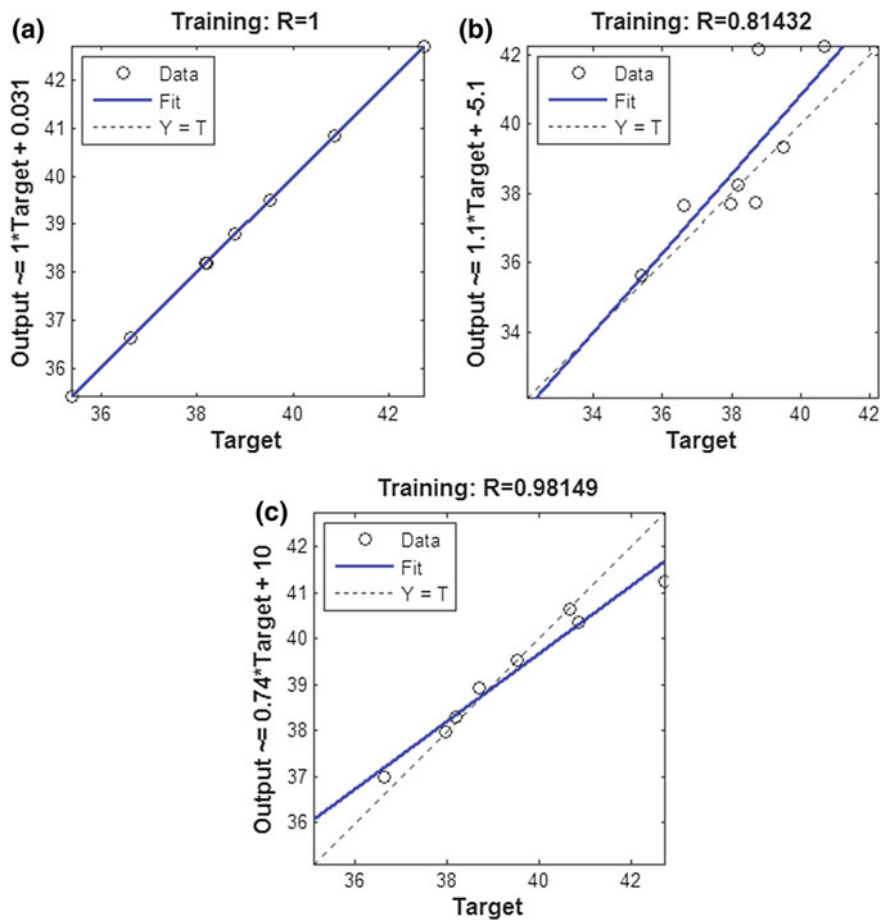 (a)
Training: R=1
Output ~= 1*Target + 0.031
42
41
40
39
38
37
36
Data
Fit
Y = T
36
38
40
42
Target
(b)
Training: R=0.81432
Output ~= 1.1*Target + -5.1
42
40
38
36
34
Data
Fit
Y = T
34
36
38
40
42
Target
(c)
Training: R=0.98149
Output ~= 0.74*Target + 10
42
41
40
39
38
37
36
Data
Fit
Y = T
36
38
40
42
Target